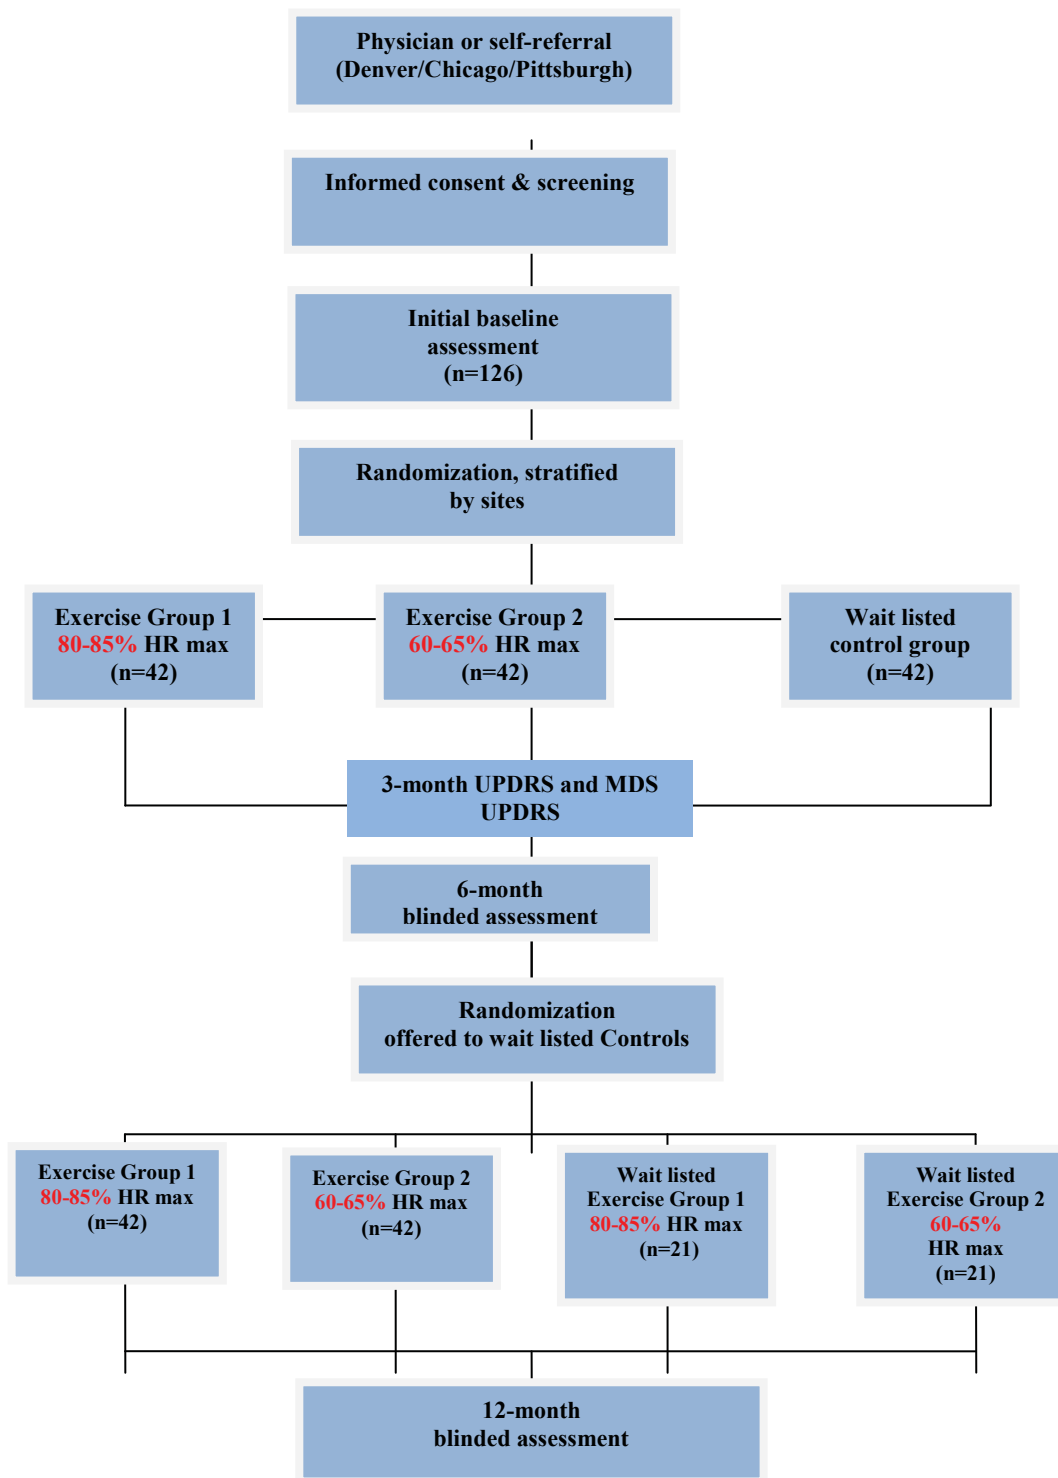 Physician or self-referral
(Denver/Chicago/Pittsburgh)
Informed consent & screening
Initial baseline
assessment
(n=126)
Randomization, stratified
by sites
Exercise Group 1
80-85% HR max
(n=42)
Exercise Group 2
60-65% HR max
(n=42)
Wait listed
control group
(n=42)
3-month UPDRS and MDS
UPDRS
6-month
blinded assessment
Randomization
offered to wait listed Controls
Exercise Group 1
80-85% HR max
(n=42)
Exercise Group 2
60-65% HR max
(n=42)
Wait listed
Exercise Group 1
80-85% HR max
(n=21)
Wait listed
Exercise Group 2
60-65%
HR max
(n=21)
12-month
blinded assessment